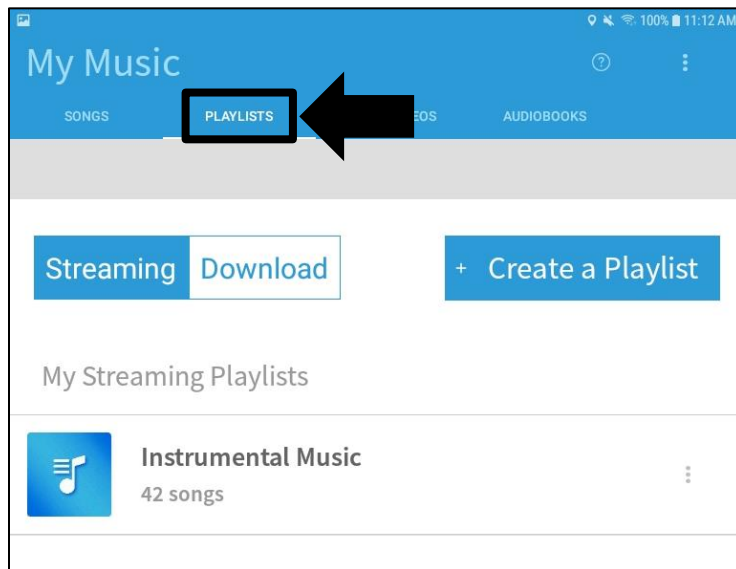 100% 11:12 AM
My Music
SONGS PLAYLISTS EOS AUDIOBOOKS
Streaming Download + Create a Playlist
My Streaming Playlists
Instrumental Music
42 songs